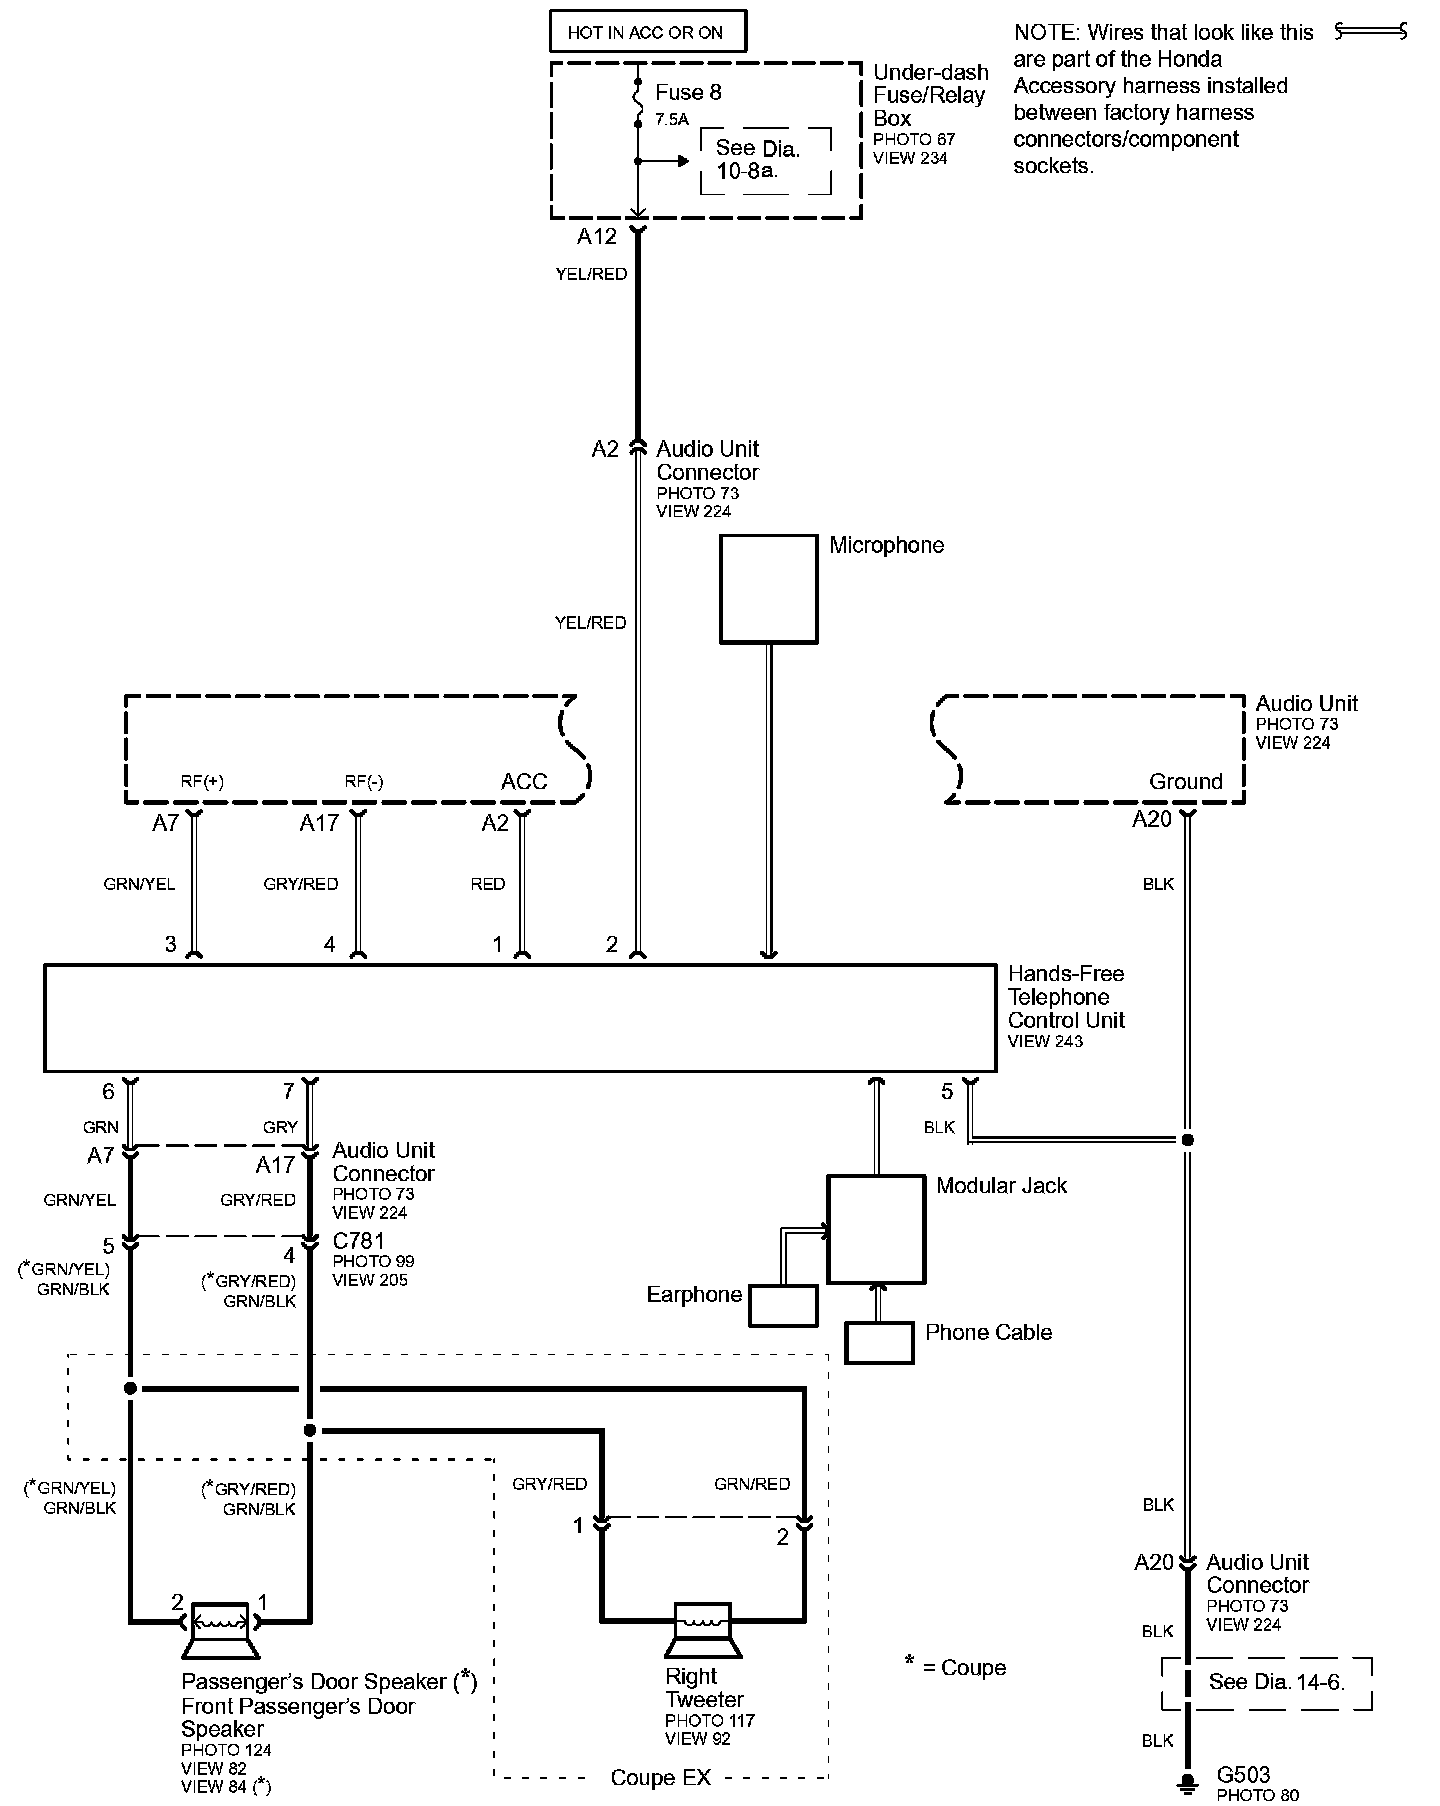 HOT IN ACC OR ON
NOTE: Wires that look like this
are part of the Honda
Accessory harness installed
between factory harness
connectors/component
sockets.
Fuse 8
7.5A
See Dia.
10-8a.
Under-dash
Fuse/Relay
Box
PHOTO 67
VIEW 234
A12
YEL/RED
A2
Audio Unit
Connector
PHOTO 73
VIEW 224
Microphone
YEL/RED
RF(+)
RF(-)
ACC
Ground
Audio Unit
PHOTO 73
VIEW 224
A7
A17
A2
A20
GRN/YEL
GRY/RED
RED
BLK
3
4
1
2
Hands-Free
Telephone
Control Unit
VIEW 243
6
7
5
GRN
GRY
BLK
A7
A17
Audio Unit
Connector
PHOTO 73
VIEW 224
GRN/YEL
GRY/RED
Modular Jack
5
4
C781
PHOTO 99
VIEW 205
(*GRN/YEL)
GRN/BLK
(*GRY/RED)
GRN/BLK
Earphone
Phone Cable
(*GRN/YEL)
GRN/BLK
(*GRY/RED)
GRN/BLK
GRY/RED
GRN/RED
1
2
BLK
A20
Audio Unit
Connector
PHOTO 73
VIEW 224
2
1
BLK
Passenger's Door Speaker (*)
Front Passenger's Door
Speaker
PHOTO 124
VIEW 82
VIEW 84 (*)
Right
Tweeter
PHOTO 117
VIEW 92
* = Coupe
See Dia. 14-6.
BLK
Coupe EX
G503
PHOTO 80